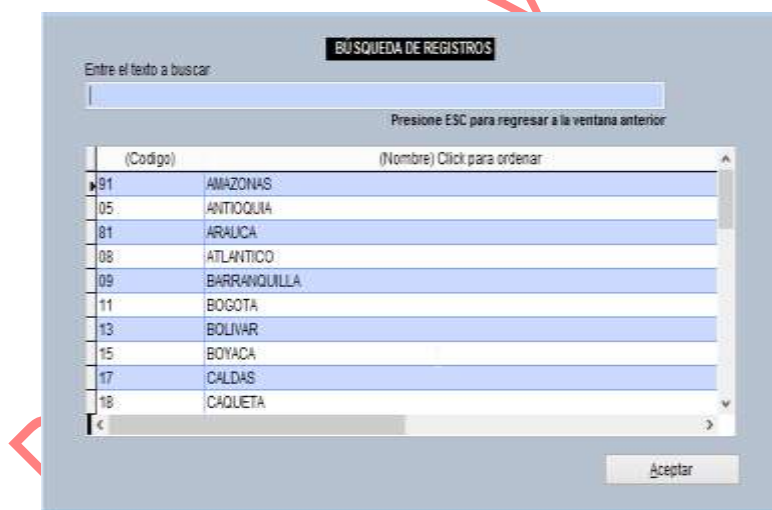 BÚSQUEDA DE REGISTROS
Entre el texto a buscar
Presione ESC para regresar a la ventana anterior
(Codigo) (Nombre) Click para ordenar
91 AMAZONAS
05 ANTIOQUIA
81 ARAUCA
08 ATLANTICO
09 BARRANQUILLA
11 BOGOTA
13 BOLIVAR
15 BOYACA
17 CALDAS
18 CAQUETA
Aceptar